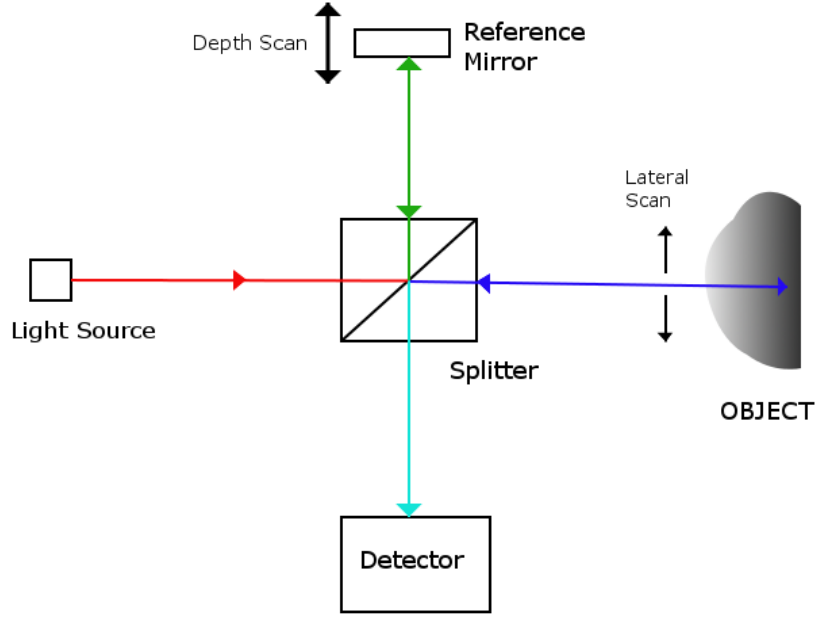 Depth Scan
Reference
Mirror
Lateral
Scan
Light Source
Splitter
OBJECT
Detector